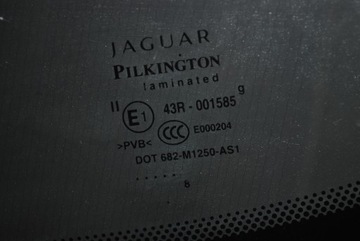 JAGUAR
PILKINGTON
laminated
II E1 43R - 001585 g
CCC E000204
>PVB<
DOT 682-M1250-AS1
.....
8